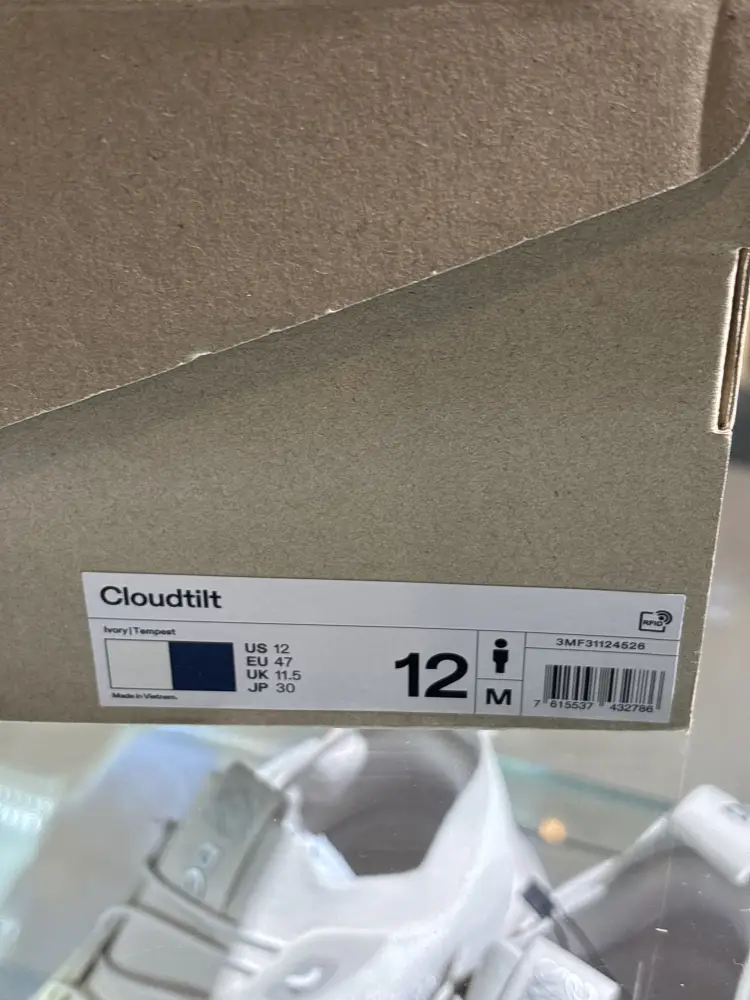 Cloudtilt
RFID
Ivory | Tempest
US 12
EU 47
UK 11.5
JP 30
Made in Vietnam.
12
M
3MF31124526
7 615537 432786